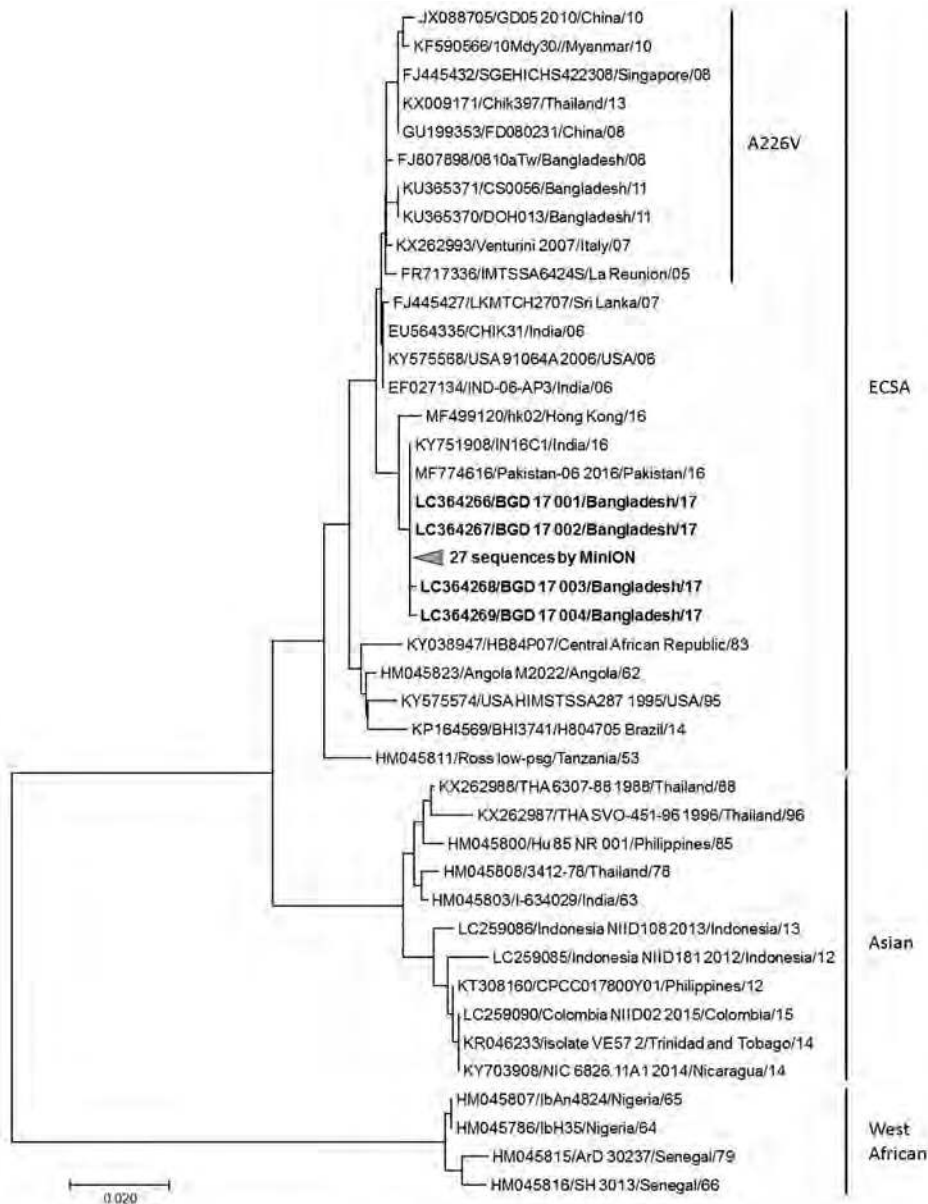 JX088705/GD05 2010/China/10
KF590566/10Mdy30//Myanmar/10
FJ445432/SGEHICHS422308/Singapore/08
KX009171/Chik397/Thailand/13
GU199353/FD080231/China/08
A226V
FJ807898/0810aTw/Bangladesh/08
KU365371/CS0056/Bangladesh/11
KU365370/DOH013/Bangladesh/11
KX262993/Venturini 2007/Italy/07
FR717336/IMTSSA6424S/La Reunion/05
FJ445427/LKMTCH2707/Sri Lanka/07
EU564335/CHIK31/India/06
KY575568/USA 91064A 2006/USA/06
EF027134/IND-06-AP3/India/06
ECSA
MF499120/hk02/Hong Kong/16
KY751908/IN16C1/India/16
MF774616/Pakistan-06 2016/Pakistan/16
LC364266/BGD 17 001/Bangladesh/17
LC364267/BGD 17 002/Bangladesh/17
27 sequences by MinION
LC364268/BGD 17 003/Bangladesh/17
LC364269/BGD 17 004/Bangladesh/17
KY038947/HB84P07/Central African Republic/83
HM045823/Angola M2022/Angola/62
KY575574/USA HIMSTSSA287 1995/USA/95
KP164569/BHI3741/H804705 Brazil/14
HM045811/Ross low-psg/Tanzania/53
KX262988/THA 6307-88 1988/Thailand/88
KX262987/THA SVO-451-96 1996/Thailand/96
HM045800/Hu 85 NR 001/Philippines/85
HM045808/3412-78/Thailand/78
HM045803/I-634029/India/63
LC259086/Indonesia NIID108 2013/Indonesia/13
Asian
LC259085/Indonesia NIID181 2012/Indonesia/12
KT308160/CPCC017800Y01/Philippines/12
LC259090/Colombia NIID02 2015/Colombia/15
KR046233/isolate VE57 2/Trinidad and Tobago/14
KY703908/NIC 6826.11A1 2014/Nicaragua/14
HM045807/IbAn4824/Nigeria/65
HM045786/IbH35/Nigeria/64
West
African
HM045815/ArD 30237/Senegal/79
HM045816/SH 3013/Senegal/66
0.020